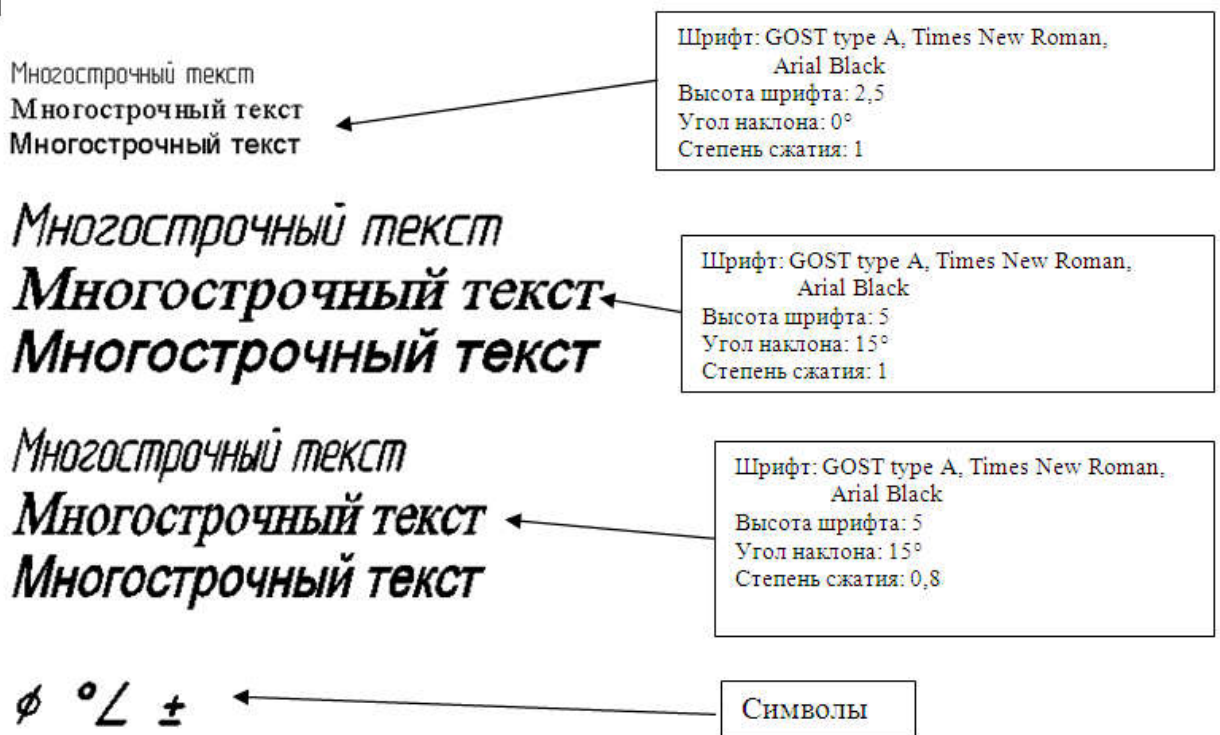 Многострочный текст
Многострочный текст
Многострочный текст
Шрифт: GOST type A, Times New Roman,
Arial Black
Высота шрифта: 2,5
Угол наклона: 0°
Степень сжатия: 1
Многострочный текст
Многострочный текст
Многострочный текст
Шрифт: GOST type A, Times New Roman,
Arial Black
Высота шрифта: 5
Угол наклона: 15°
Степень сжатия: 1
Многострочный текст
Многострочный текст
Многострочный текст
Шрифт: GOST type A, Times New Roman,
Arial Black
Высота шрифта: 5
Угол наклона: 15°
Степень сжатия: 0,8
ϕ °∠ ±
Символы